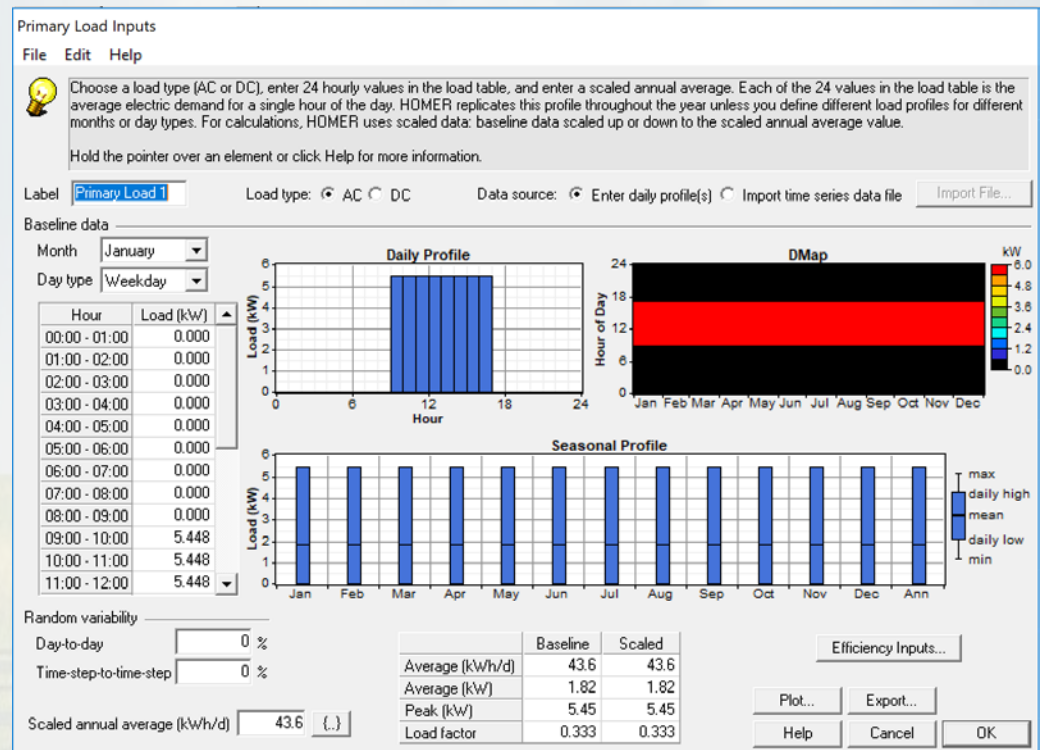 Primary Load Inputs
File Edit Help
Choose a load type (AC or DC), enter 24 hourly values in the load table, and enter a scaled annual average. Each of the 24 values in the load table is the
average electric demand for a single hour of the day. HOMER replicates this profile throughout the year unless you define different load profiles for different
months or day types. For calculations, HOMER uses scaled data: baseline data scaled up or down to the scaled annual average value.
Hold the pointer over an element or click Help for more information.
Label Primary Load 1 Load type: AC DC Data source: Enter daily profile(s) Import time series data file Import File...
Baseline data
Month January
Day type Weekday
Hour Load (kW)
00:00 - 01:00 0.000
01:00 - 02:00 0.000
02:00 - 03:00 0.000
03:00 - 04:00 0.000
04:00 - 05:00 0.000
05:00 - 06:00 0.000
06:00 - 07:00 0.000
07:00 - 08:00 0.000
08:00 - 09:00 0.000
09:00 - 10:00 5.448
10:00 - 11:00 5.448
11:00 - 12:00 5.448
Daily Profile
Load (kW)
6
5
4
3
2
1
0
0 6 12 18 24
Hour
DMap
Hour of Day
24
18
12
6
0
Jan Feb Mar Apr May Jun Jul Aug Sep Oct Nov Dec
kW
6.0
4.8
3.6
2.4
1.2
0.0
Seasonal Profile
Load (kW)
6
5
4
3
2
1
0
Jan Feb Mar Apr May Jun Jul Aug Sep Oct Nov Dec Ann
max
daily high
mean
daily low
min
Random variability
Day-to-day 0 %
Time-step-to-time-step 0 %
Scaled annual average (kWh/d) 43.6 {..}
Baseline Scaled
Average (kWh/d) 43.6 43.6
Average (kW) 1.82 1.82
Peak (kW) 5.45 5.45
Load factor 0.333 0.333
Efficiency Inputs...
Plot... Export...
Help Cancel OK